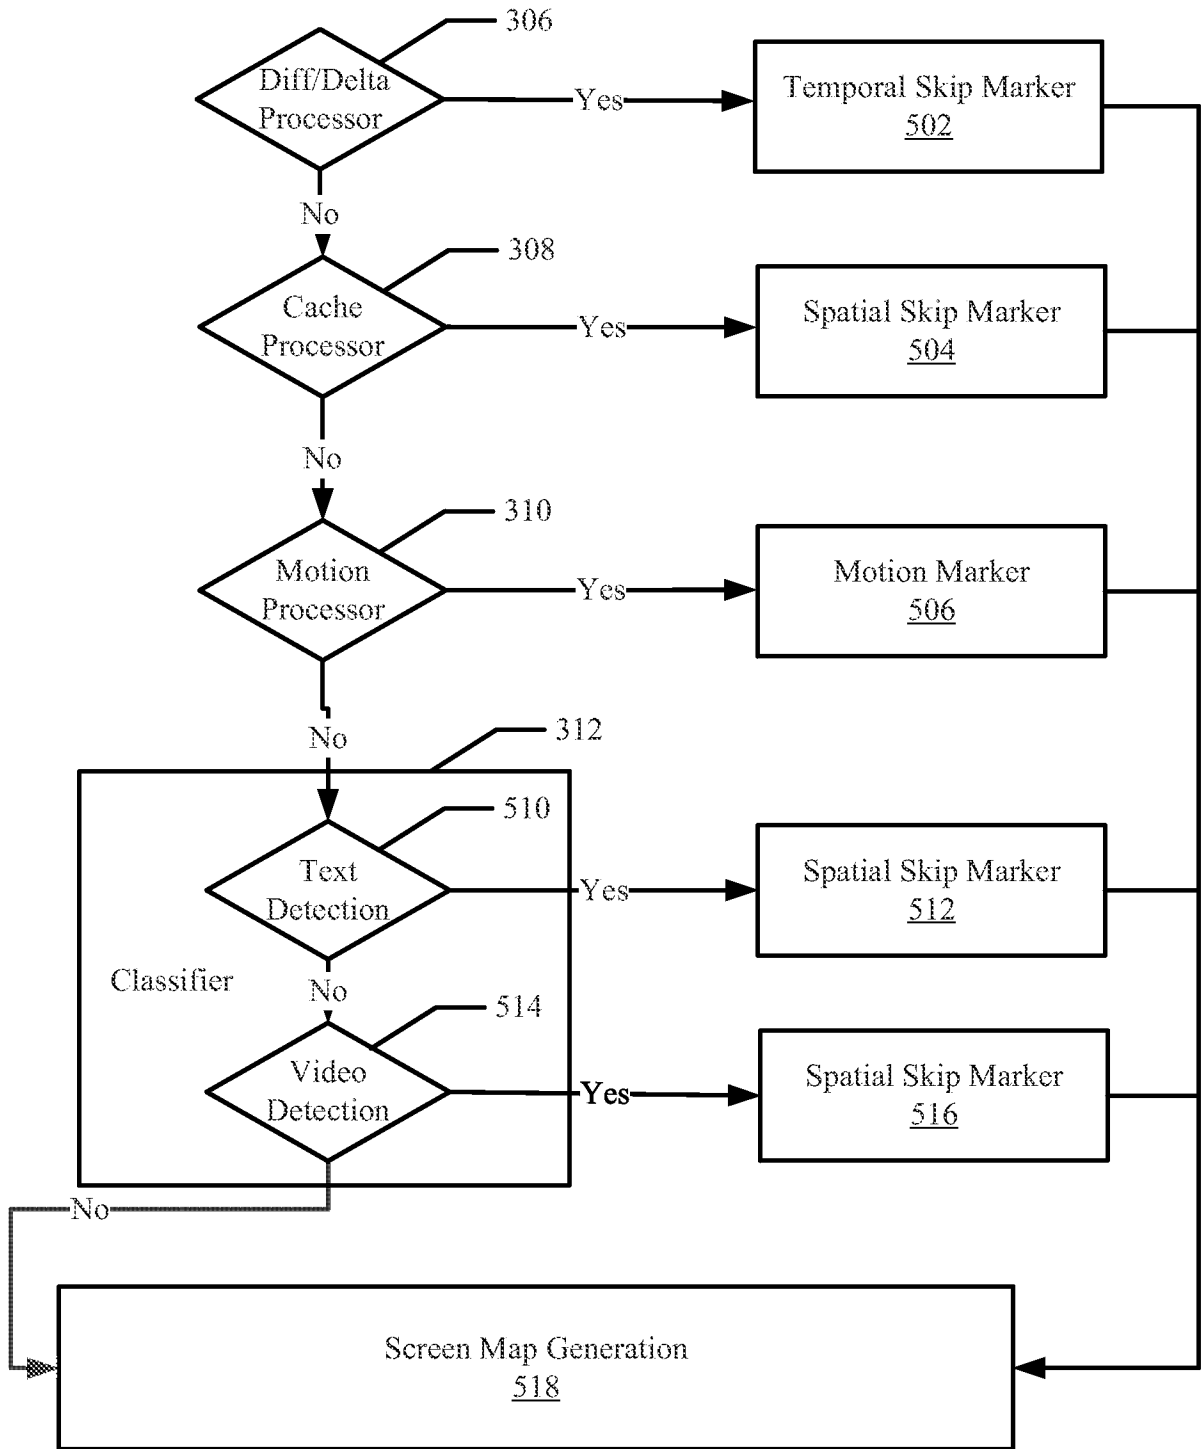 306
Diff/Delta
Processor
Yes
Temporal Skip Marker
502
No
308
Cache
Processor
Yes
Spatial Skip Marker
504
No
310
Motion
Processor
Yes
Motion Marker
506
No
312
510
Text
Detection
Yes
Spatial Skip Marker
512
Classifier
No
514
Video
Detection
Yes
Spatial Skip Marker
516
No
Screen Map Generation
518